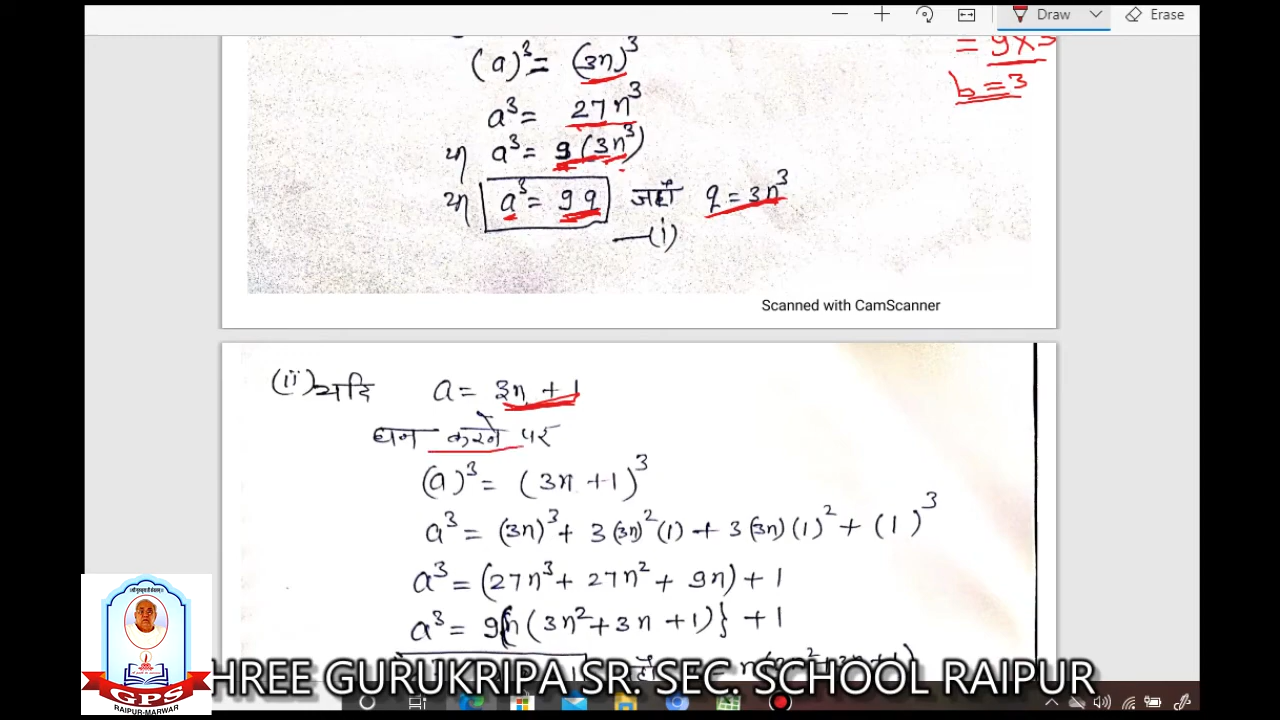 Draw
Erase
= 9×3
b = 3
(a)³ = (3n)³
a³ = 27n³
या a³ = 9(3n³)
या a³ = 9q जहाँ q = 3n³
—(i)
Scanned with CamScanner
(ii) यदि a = 3n + 1
घन करने पर
(a)³ = (3n + 1)³
a³ = (3n)³ + 3(3n)²(1) + 3(3n)(1)² + (1)³
a³ = (27n³ + 27n² + 9n) + 1
a³ = 9{n(3n² + 3n + 1)} + 1
HREE GURUKRIPA SR. SEC. SCHOOL RAIPUR
GPS
RAIPUR-MARWAR